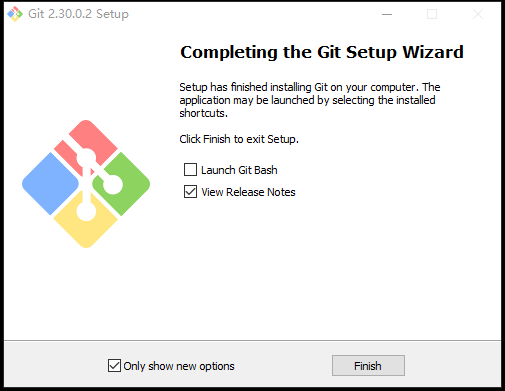 Git 2.30.0.2 Setup
Completing the Git Setup Wizard
Setup has finished installing Git on your computer. The
application may be launched by selecting the installed
shortcuts.
Click Finish to exit Setup.
Launch Git Bash
View Release Notes
Only show new options
Finish